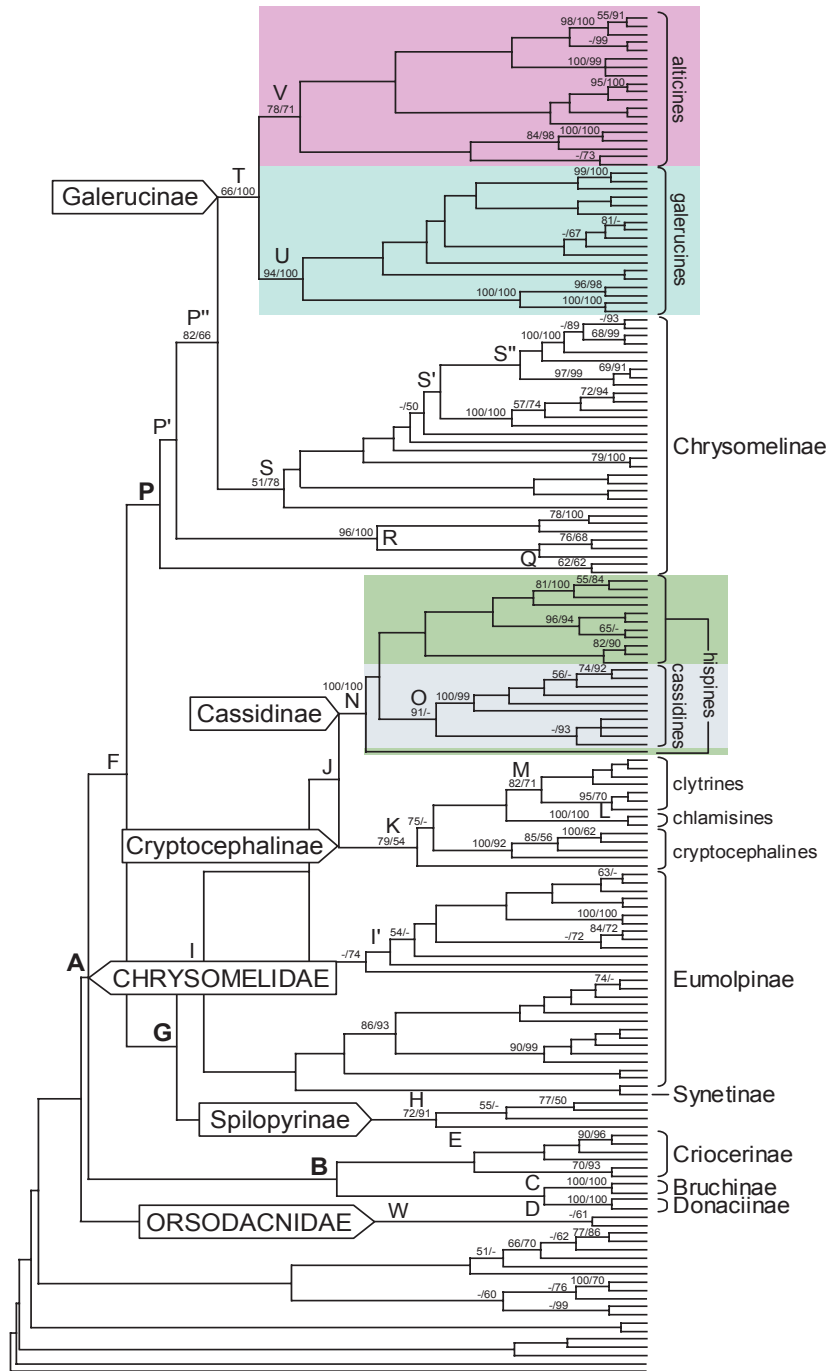 55/91
98/100
-/99
100/99
95/100
alticines
V
78/71
100/100
84/98
-/73
T
66/100
Galerucinae
99/100
galerucines
81/-
-/67
U
94/100
96/98
100/100
100/100
P"
82/66
-/93
-/89
68/99
100/100
S"
69/91
97/99
S'
72/94
57/74
100/100
-/50
Chrysomelinae
P'
79/100
S
51/78
P
78/100
96/100
R
76/68
Q
62/62
55/84
81/100
96/94
65/-
82/90
hispines
100/100
N
Cassidinae
74/92
56/-
100/99
O
91/-
-/93
cassidines
F
J
M
82/71
clytrines
95/70
100/100
chlamisines
K
79/54
75/-
Cryptocephalinae
100/62
85/56
100/92
cryptocephalines
63/-
100/100
84/72
-/72
I
I'
54/-
-/74
A
CHRYSOMELIDAE
Eumolpinae
74/-
86/93
90/99
G
Synetinae
Spilopyrinae
H
72/91
77/50
55/-
90/96
E
70/93
Criocerinae
B
C
100/100
Bruchinae
D
100/100
Donaciinae
ORSODACNIDAE
W
-/61
77/86
-/62
66/70
51/-
100/70
-/76
-/60
-/99